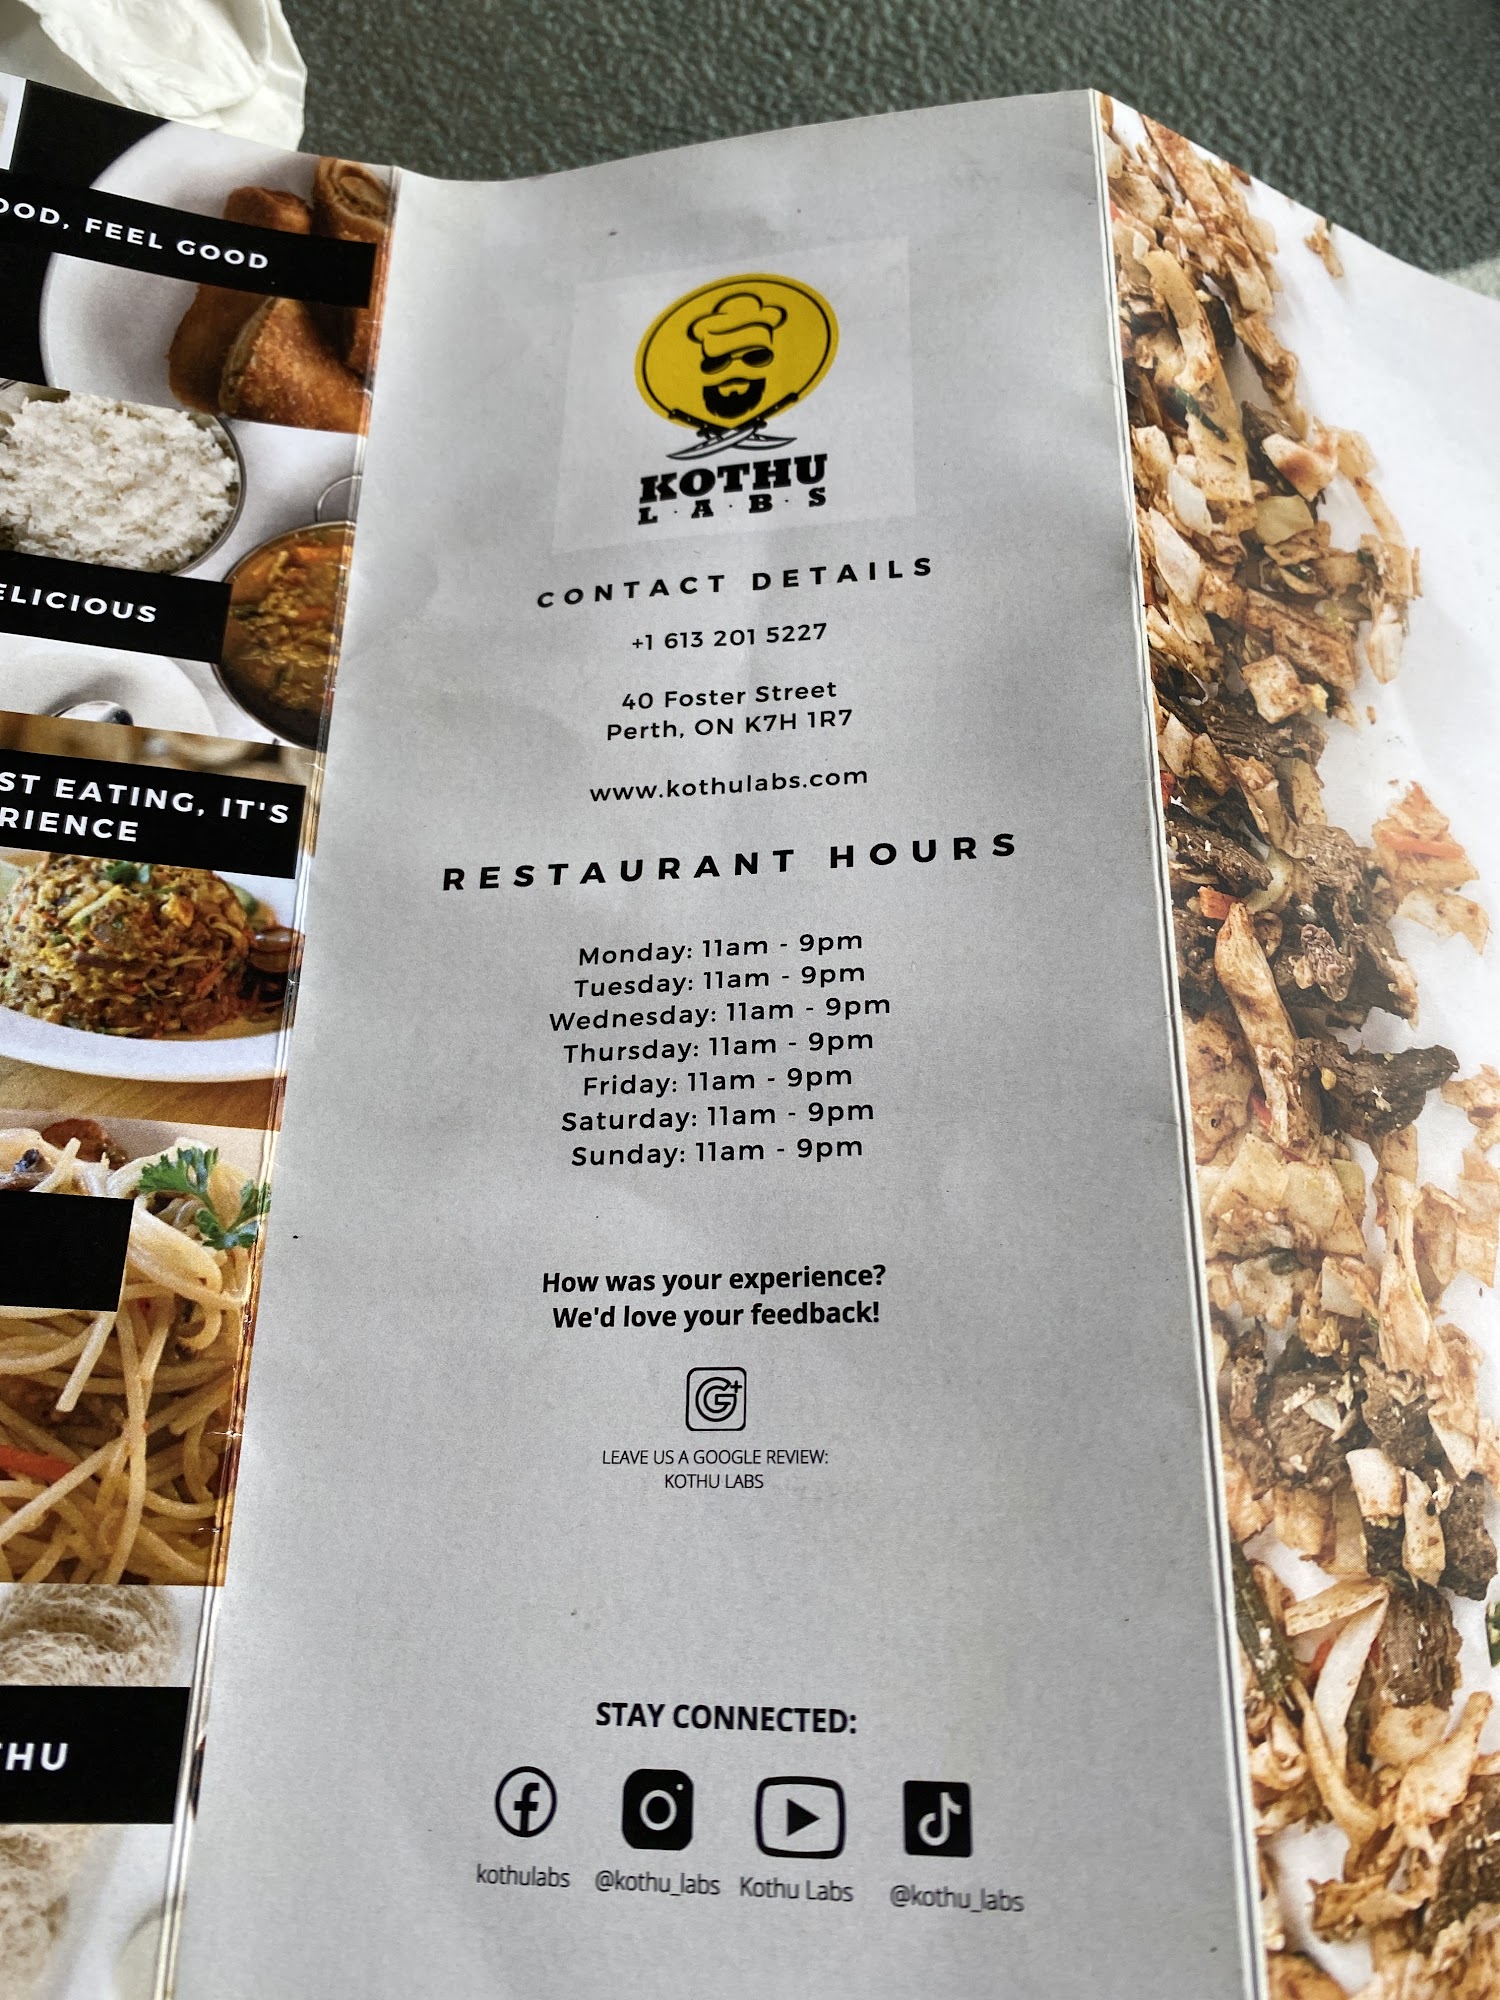 OOD, FEEL GOOD
ELICIOUS
ST EATING, IT'S
RIENCE
THU
KOTHU
L·A·B·S
CONTACT DETAILS
+1 613 201 5227
40 Foster Street
Perth, ON K7H 1R7
www.kothulabs.com
RESTAURANT HOURS
Monday: 11am - 9pm
Tuesday: 11am - 9pm
Wednesday: 11am - 9pm
Thursday: 11am - 9pm
Friday: 11am - 9pm
Saturday: 11am - 9pm
Sunday: 11am - 9pm
How was your experience?
We'd love your feedback!
G+
LEAVE US A GOOGLE REVIEW:
KOTHU LABS
STAY CONNECTED:
kothulabs @kothu_labs Kothu Labs @kothu_labs